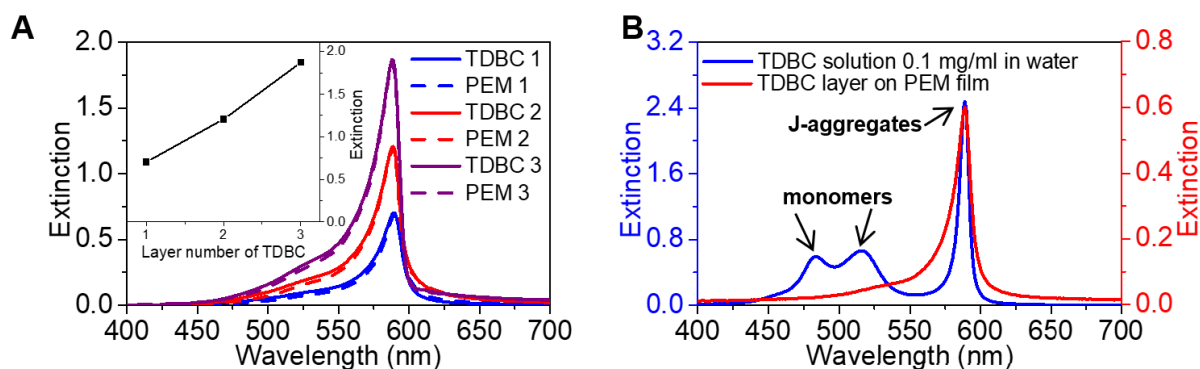 A
2.0
1.5
1.0
0.5
0.0
Extinction
400 450 500 550 600 650 700
Wavelength (nm)
2.0
1.5
1.0
0.5
0.0
Extinction
1 2 3
Layer number of TDBC
TDBC 1
PEM 1
TDBC 2
PEM 2
TDBC 3
PEM 3
B
3.2
2.4
1.6
0.8
0.0
Extinction
TDBC solution 0.1 mg/ml in water
TDBC layer on PEM film
J-aggregates
monomers
0.8
0.6
0.4
0.2
0.0
Extinction
400 450 500 550 600 650 700
Wavelength (nm)